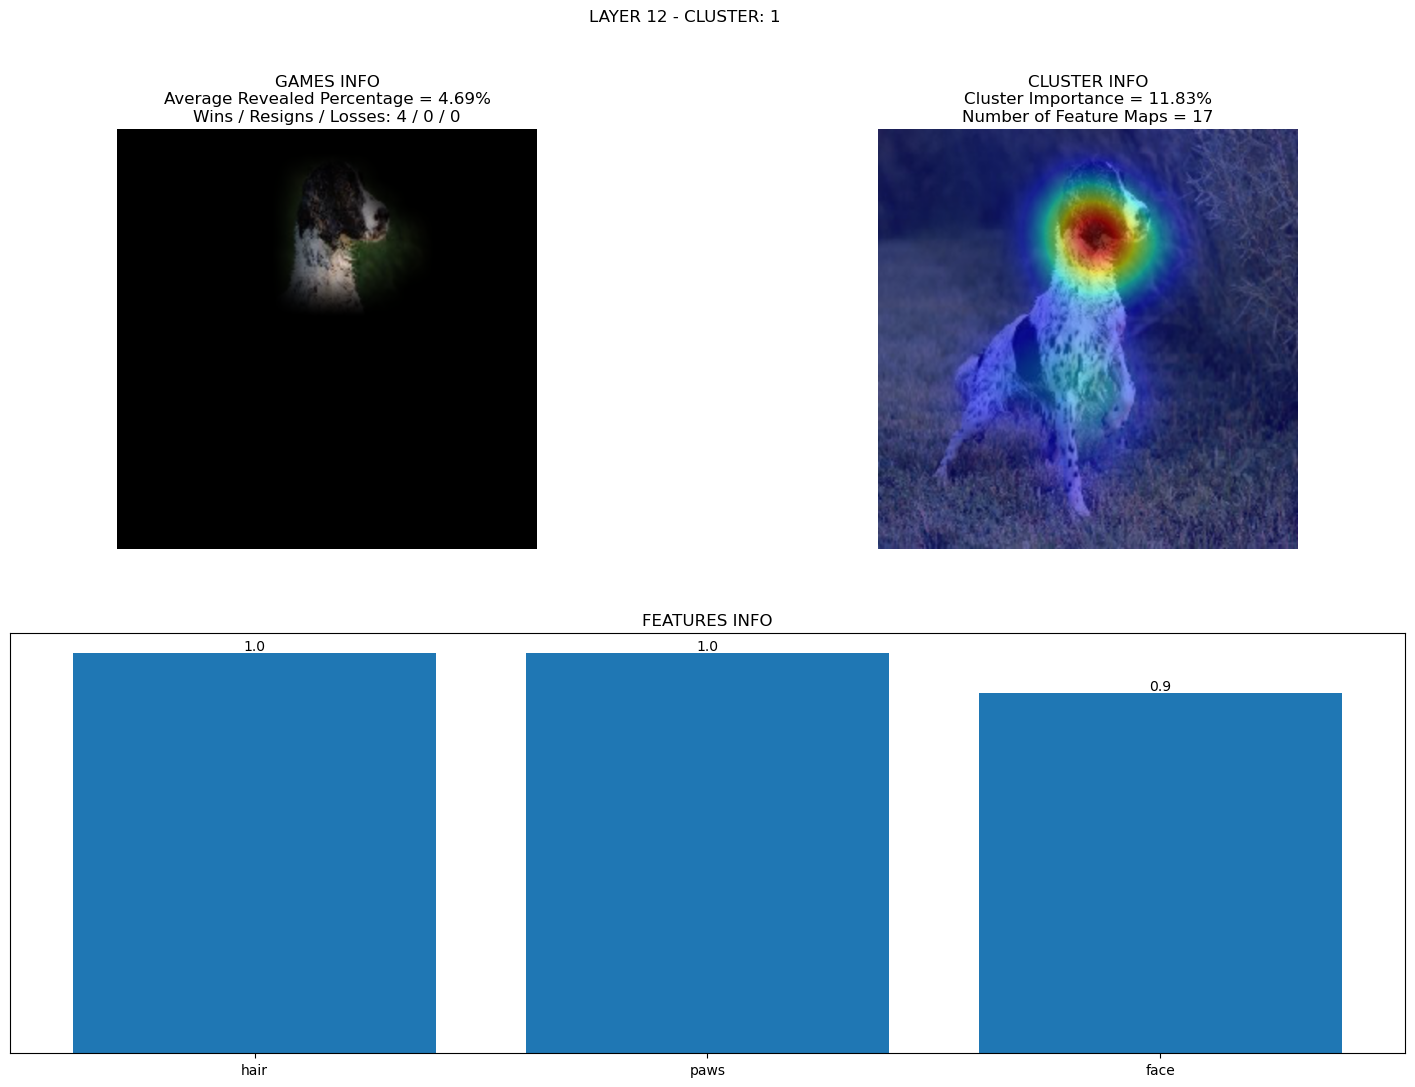 LAYER 12 - CLUSTER: 1
GAMES INFO
Average Revealed Percentage = 4.69%
Wins / Resigns / Losses: 4 / 0 / 0
CLUSTER INFO
Cluster Importance = 11.83%
Number of Feature Maps = 17
FEATURES INFO
1.0
1.0
0.9
hair
paws
face